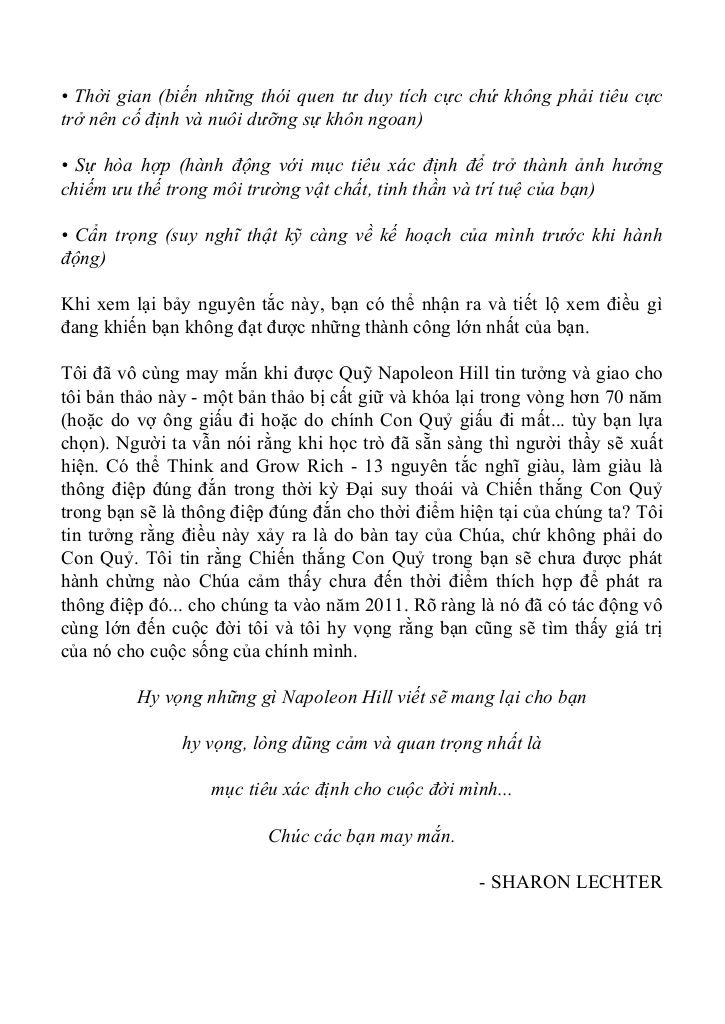 • Thời gian (biến những thói quen tư duy tích cực chứ không phải tiêu cực
trở nên cố định và nuôi dưỡng sự khôn ngoan)
• Sự hòa hợp (hành động với mục tiêu xác định để trở thành ảnh hưởng
chiếm ưu thế trong môi trường vật chất, tinh thần và trí tuệ của bạn)
• Cẩn trọng (suy nghĩ thật kỹ càng về kế hoạch của mình trước khi hành
động)
Khi xem lại bảy nguyên tắc này, bạn có thể nhận ra và tiết lộ xem điều gì
đang khiến bạn không đạt được những thành công lớn nhất của bạn.
Tôi đã vô cùng may mắn khi được Quỹ Napoleon Hill tin tưởng và giao cho
tôi bản thảo này - một bản thảo bị cất giữ và khóa lại trong vòng hơn 70 năm
(hoặc do vợ ông giấu đi hoặc do chính Con Quỷ giấu đi mất... tùy bạn lựa
chọn). Người ta vẫn nói rằng khi học trò đã sẵn sàng thì người thầy sẽ xuất
hiện. Có thể Think and Grow Rich - 13 nguyên tắc nghĩ giàu, làm giàu là
thông điệp đúng đắn trong thời kỳ Đại suy thoái và Chiến thắng Con Quỷ
trong bạn sẽ là thông điệp đúng đắn cho thời điểm hiện tại của chúng ta? Tôi
tin tưởng rằng điều này xảy ra là do bàn tay của Chúa, chứ không phải do
Con Quỷ. Tôi tin rằng Chiến thắng Con Quỷ trong bạn sẽ chưa được phát
hành chừng nào Chúa cảm thấy chưa đến thời điểm thích hợp để phát ra
thông điệp đó... cho chúng ta vào năm 2011. Rõ ràng là nó đã có tác động vô
cùng lớn đến cuộc đời tôi và tôi hy vọng rằng bạn cũng sẽ tìm thấy giá trị
của nó cho cuộc sống của chính mình.
Hy vọng những gì Napoleon Hill viết sẽ mang lại cho bạn
hy vọng, lòng dũng cảm và quan trọng nhất là
mục tiêu xác định cho cuộc đời mình...
Chúc các bạn may mắn.
- SHARON LECHTER